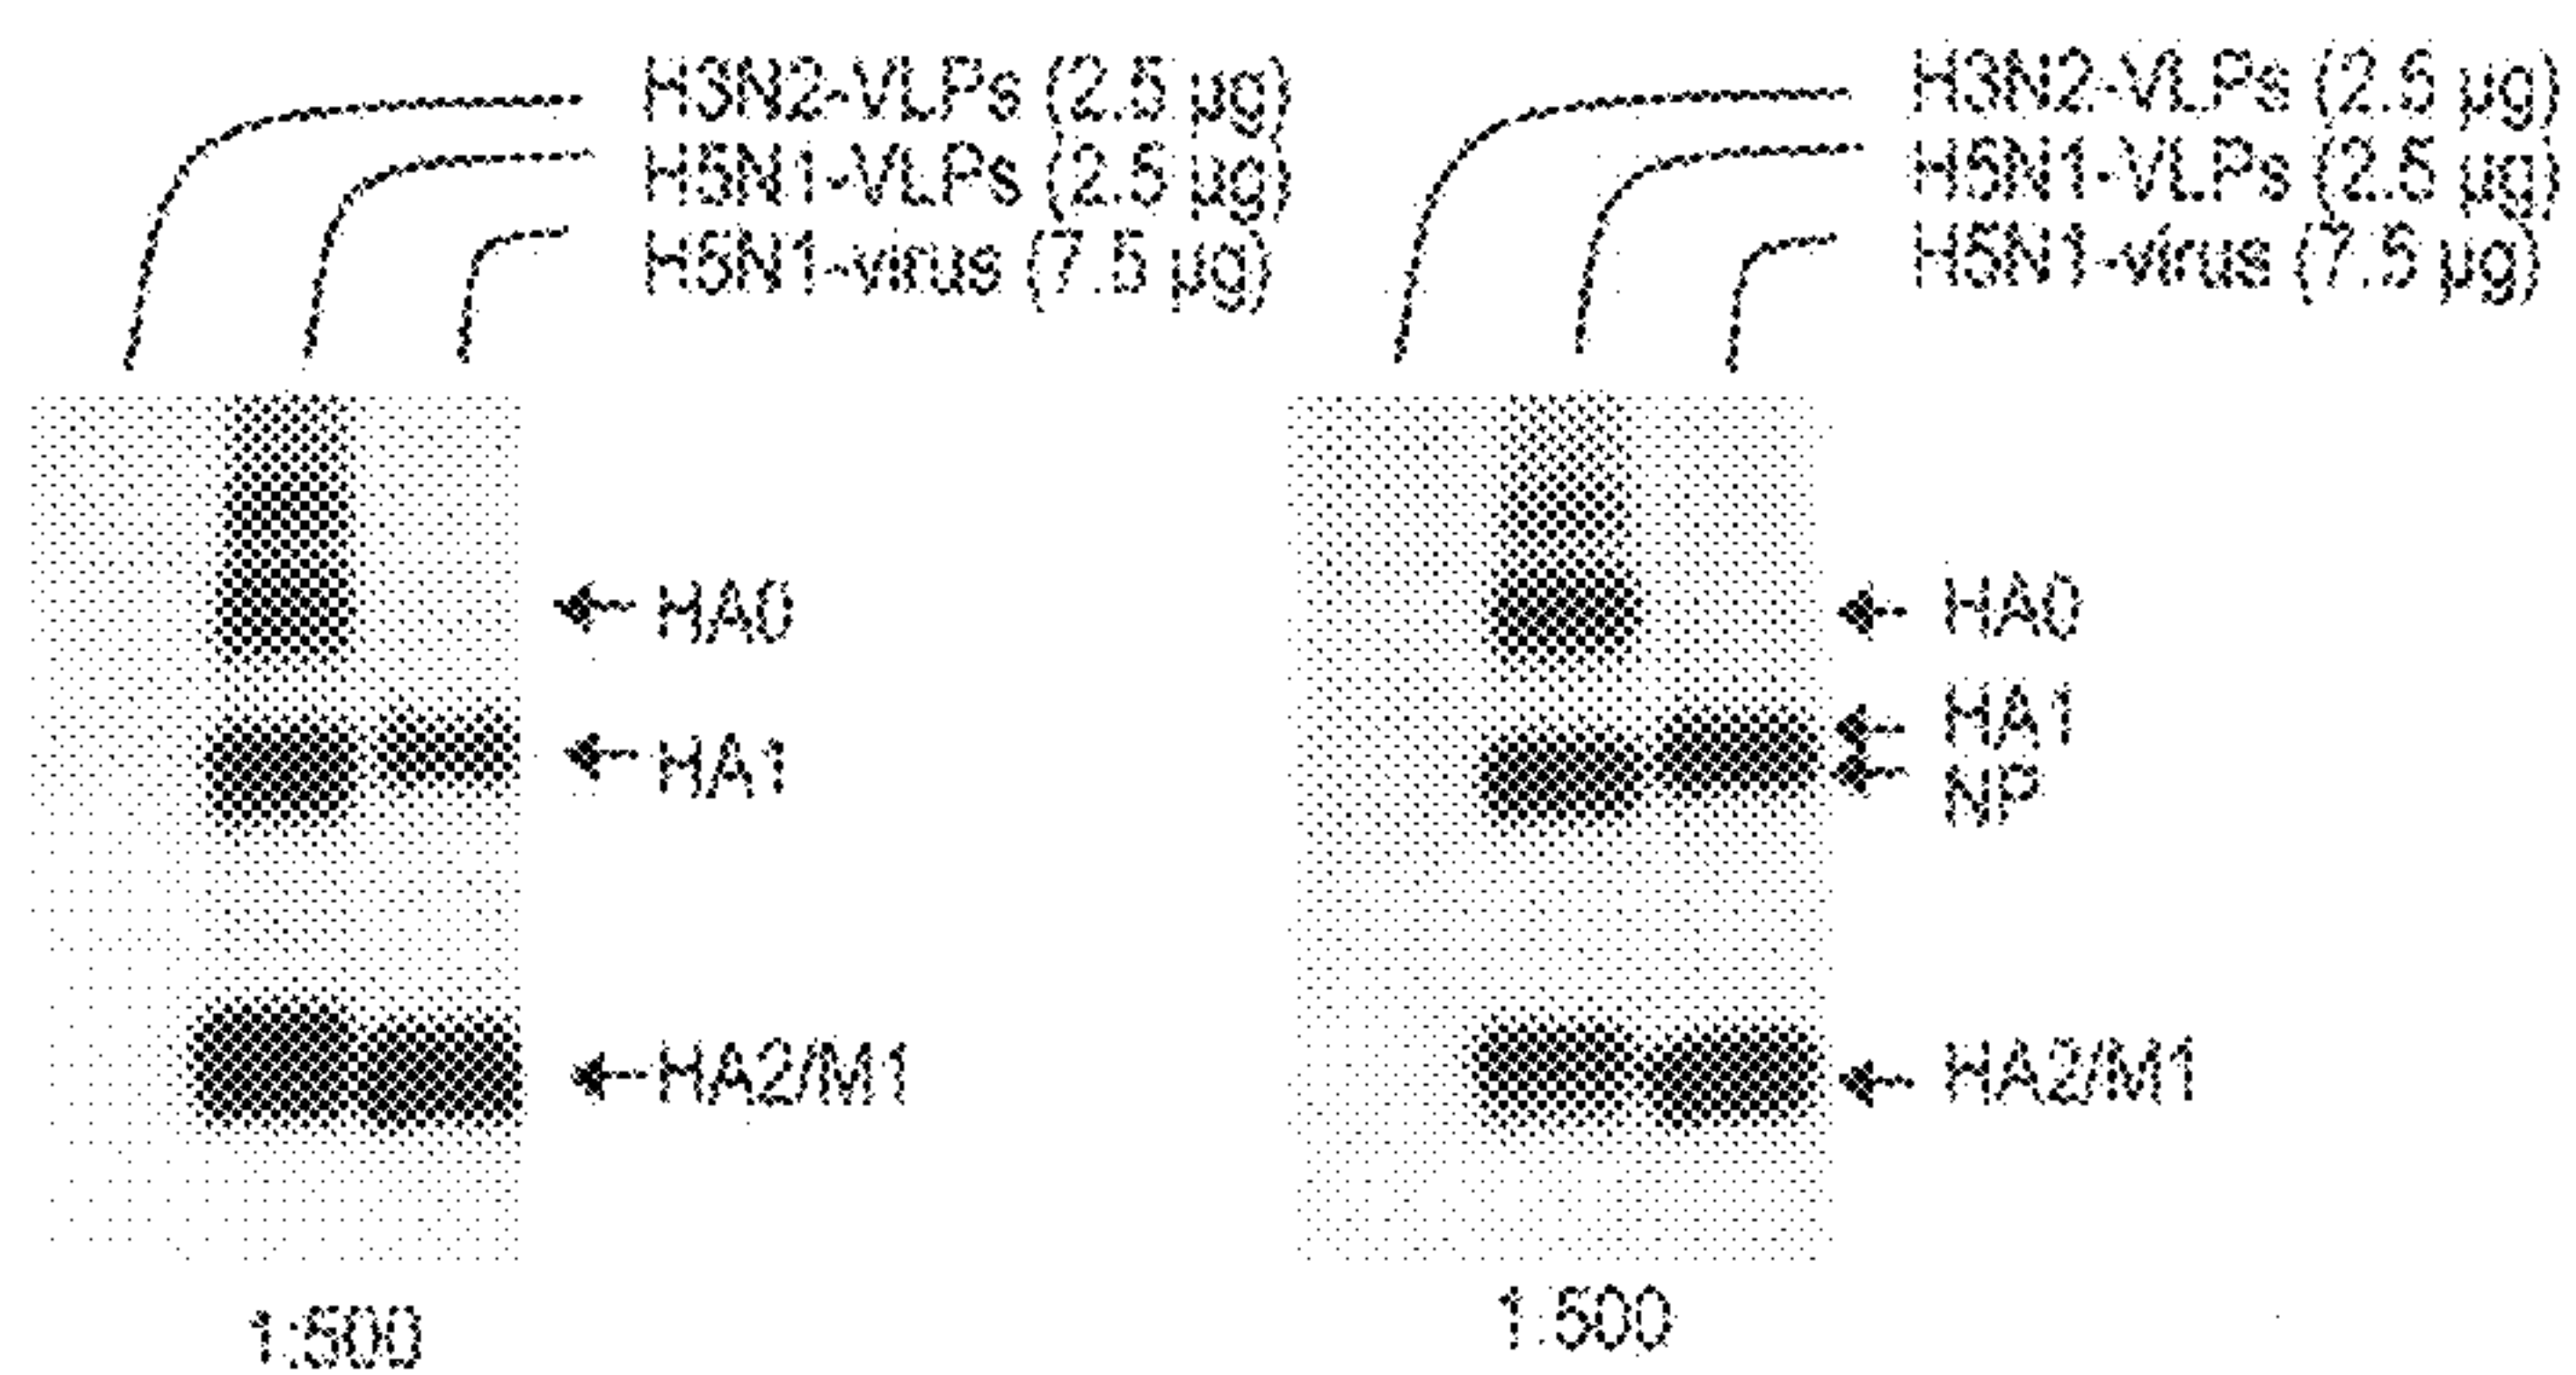 H3N2-VLPs (2.5 µg)
H5N1-VLPs (2.5 µg)
H5N1-virus (7.5 µg)
HA0
HA1
HA2/M1
1:500
H3N2-VLPs (2.5 µg)
H5N1-VLPs (2.5 µg)
H5N1-virus (7.5 µg)
HA0
HA1
NP
HA2/M1
1:500